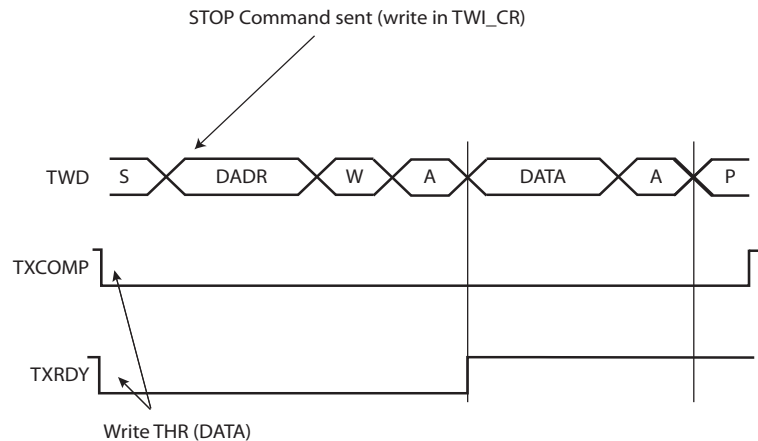 STOP Command sent (write in TWI_CR)
TWD S DADR W A DATA A P
TXCOMP
TXRDY
Write THR (DATA)